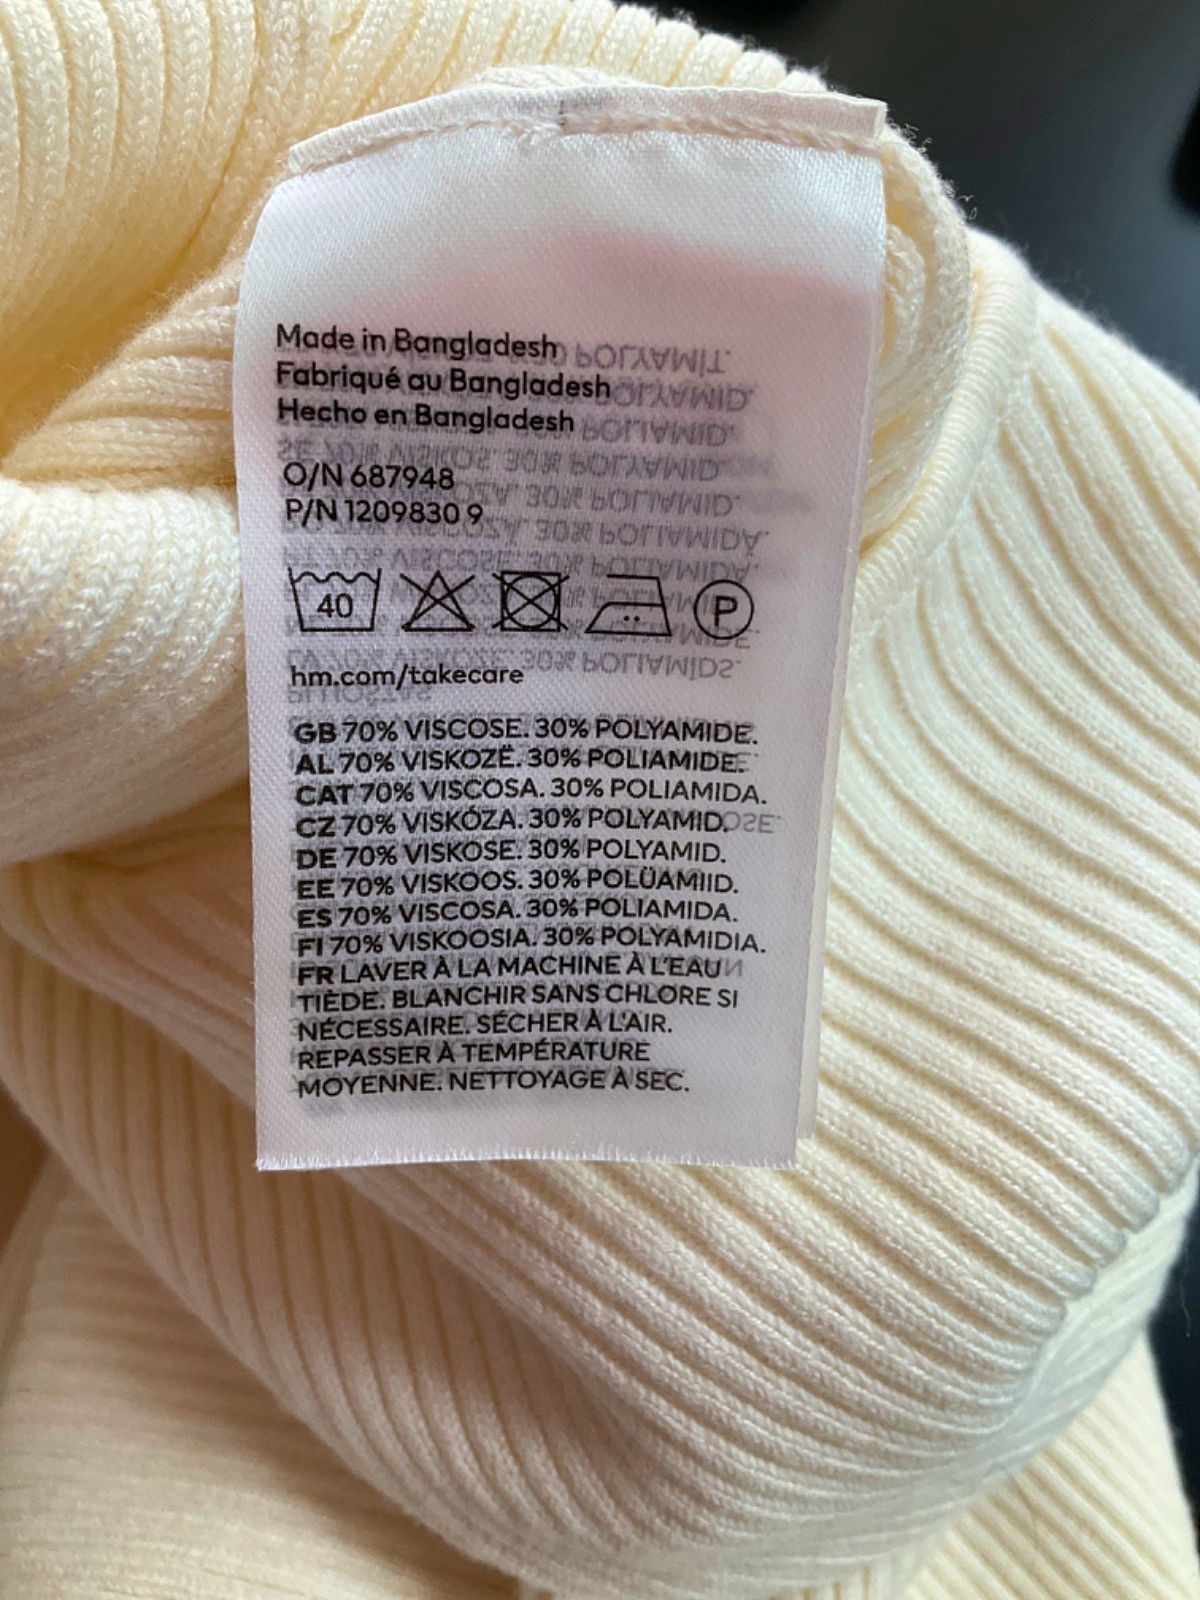 Made in Bangladesh
Fabriqué au Bangladesh
Hecho en Bangladesh
O/N 687948
P/N 1209830 9
40 P
hm.com/takecare
GB 70% VISCOSE. 30% POLYAMIDE.
AL 70% VISKOZË. 30% POLIAMIDE.
CAT 70% VISCOSA. 30% POLIAMIDA.
CZ 70% VISKÓZA. 30% POLYAMID.
DE 70% VISKOSE. 30% POLYAMID.
EE 70% VISKOOS. 30% POLÜAMIID.
ES 70% VISCOSA. 30% POLIAMIDA.
FI 70% VISKOOSIA. 30% POLYAMIDIA.
FR LAVER À LA MACHINE À L'EAU
TIÈDE. BLANCHIR SANS CHLORE SI
NÉCESSAIRE. SÉCHER À L'AIR.
REPASSER À TEMPÉRATURE
MOYENNE. NETTOYAGE À SEC.